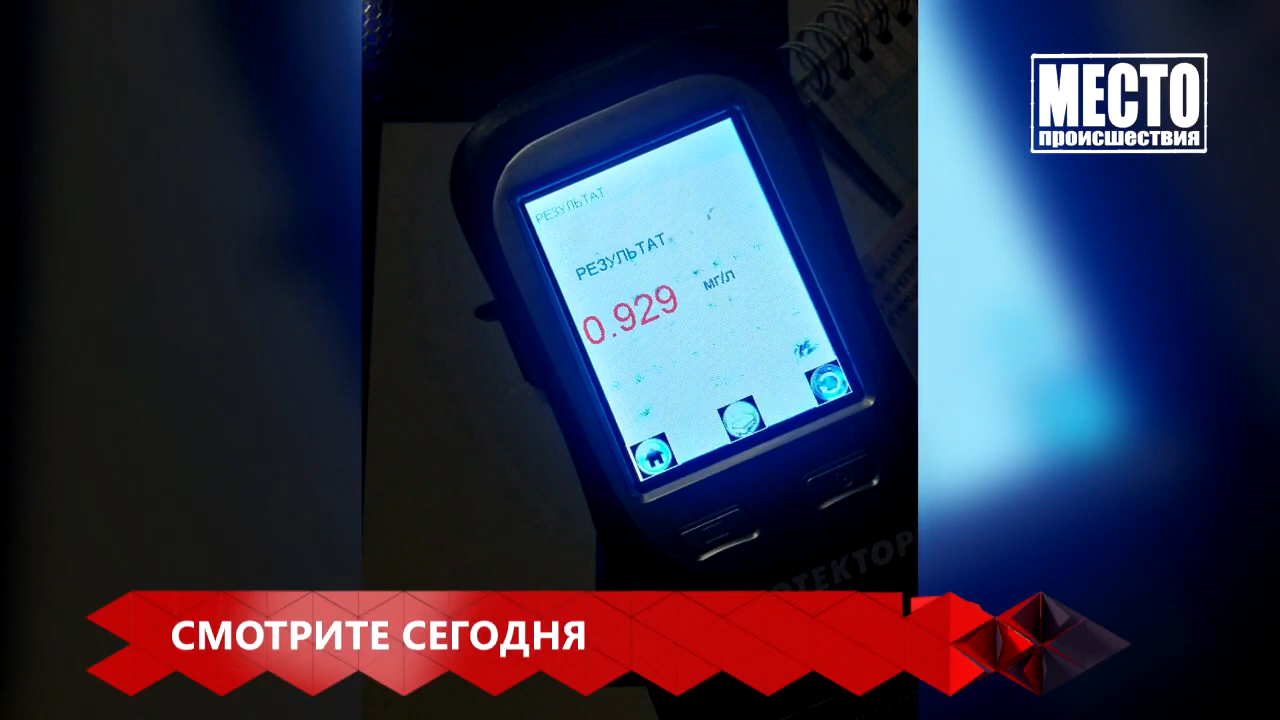 МЕСТО
ПРОИСШЕСТВИЯ
РЕЗУЛЬТАТ
РЕЗУЛЬТАТ
0.929 мг/л
СМОТРИТЕ СЕГОДНЯ